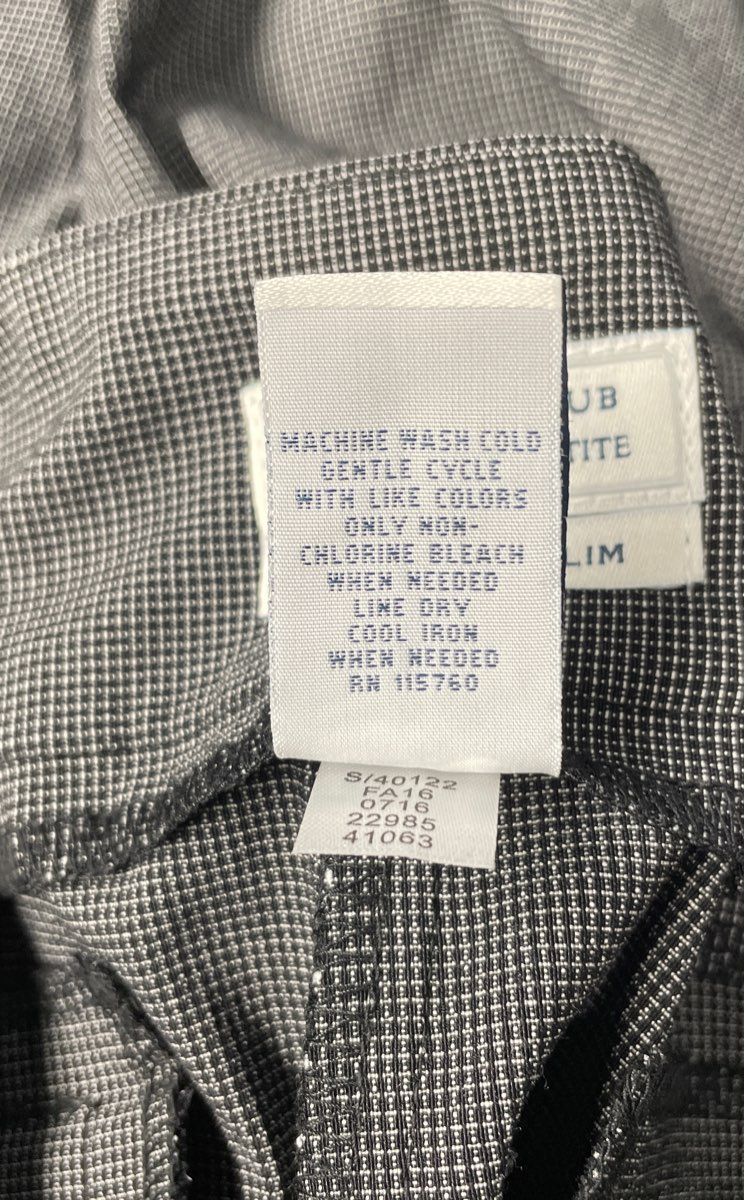 MACHINE WASH COLD
GENTLE CYCLE
WITH LIKE COLORS
ONLY NON-
CHLORINE BLEACH
WHEN NEEDED
LINE DRY
COOL IRON
WHEN NEEDED
RN 115760
UB
TITE
LIM
S/40122
FA16
0716
22985
41063